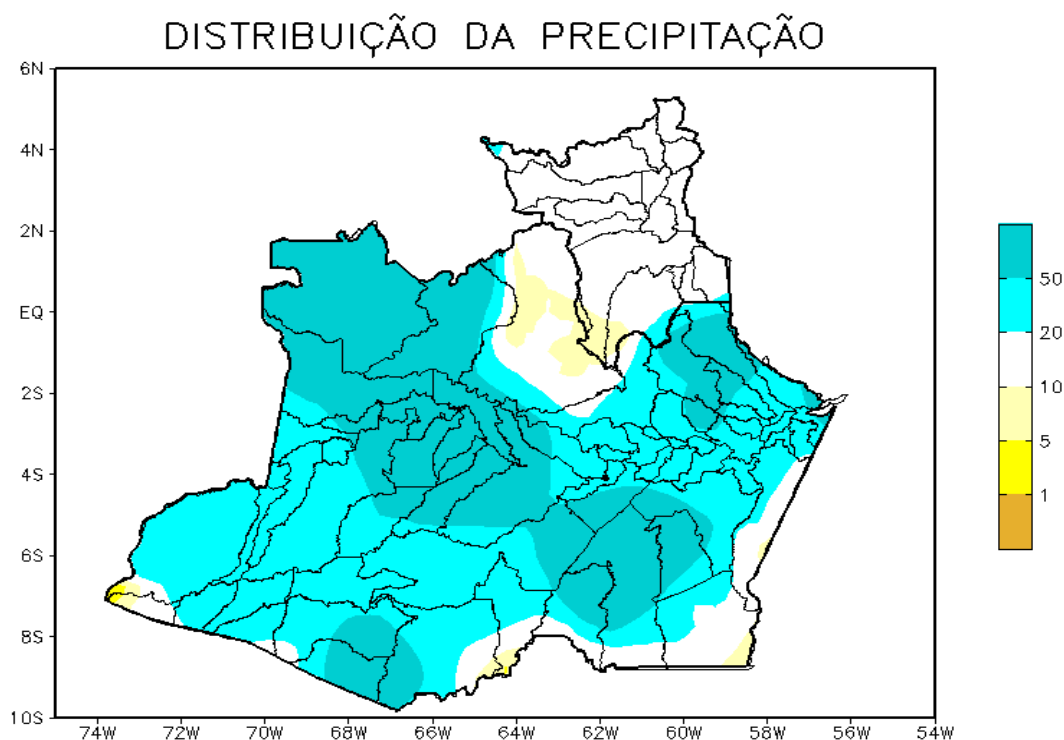 DISTRIBUIÇÃO DA PRECIPITAÇÃO
6N
4N
2N
EQ
2S
4S
6S
8S
10S
74W 72W 70W 68W 66W 64W 62W 60W 58W 56W 54W
50
20
10
5
1